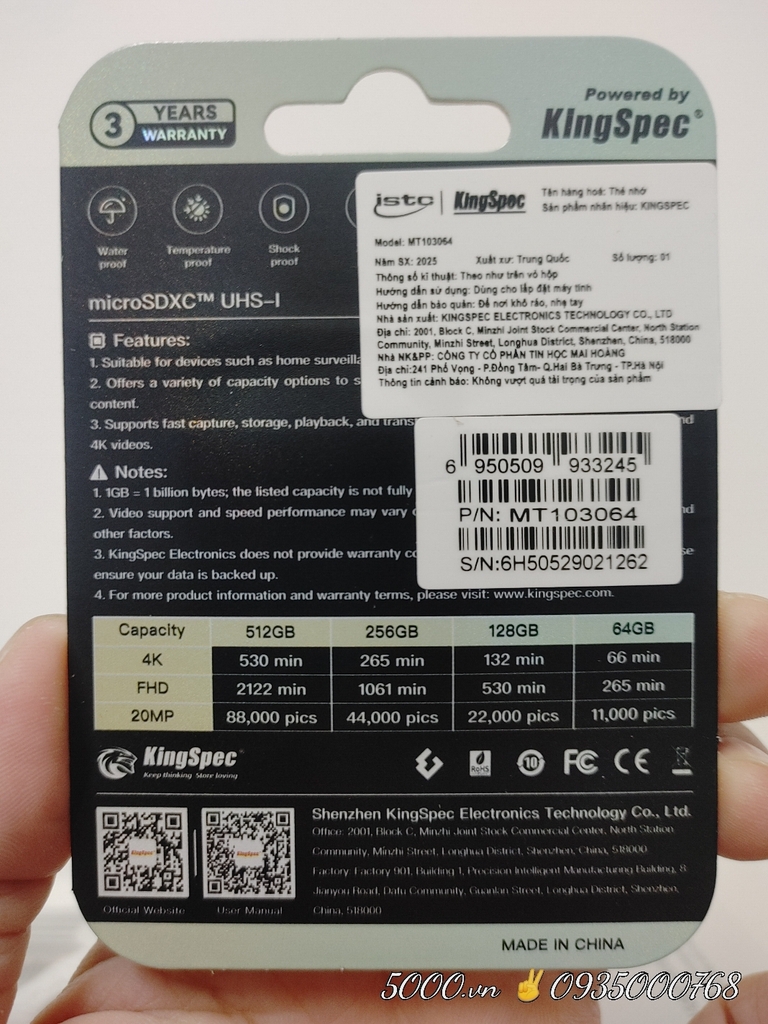 3 YEARS WARRANTY
Powered by
KingSpec®
Water proof
Temperature proof
Shock proof
istc | KingSpec
Tên hàng hoá: Thẻ nhớ
Sản phẩm nhãn hiệu: KINGSPEC
Model: MT103064
Năm SX: 2025 Xuất xứ: Trung Quốc Số lượng: 01
Thông số kĩ thuật: Theo như trên vỏ hộp
Hướng dẫn sử dụng: Dùng cho lắp đặt máy tính
Hướng dẫn bảo quản: Để nơi khô ráo, nhẹ tay
Nhà sản xuất: KINGSPEC ELECTRONICS TECHNOLOGY CO., LTD
Địa chỉ: 2001, Block C, Minzhi Joint Stock Commercial Center, North Station
Community, Minzhi Street, Longhua District, Shenzhen, China, 518000
Nhà NK&PP: CÔNG TY CỔ PHẦN TIN HỌC MAI HOÀNG
Địa chỉ:241 Phố Vọng - P.Đồng Tâm- Q.Hai Bà Trưng - TP.Hà Nội
Thông tin cảnh báo: Không vượt quá tải trọng của sản phẩm
microSDXC™ UHS-I
Features:
1. Suitable for devices such as home surveill
2. Offers a variety of capacity options to s
content.
3. Supports fast capture, storage, playback, and trans nd
4K videos.
6 950509 933245
P/N: MT103064
S/N:6H50529021262
Notes:
1. 1GB = 1 billion bytes; the listed capacity is not fully
2. Video support and speed performance may vary nd
other factors.
3. KingSpec Electronics does not provide warranty co se
ensure your data is backed up.
4. For more product information and warranty terms, please visit: www.kingspec.com.
Capacity 512GB 256GB 128GB 64GB
4K 530 min 265 min 132 min 66 min
FHD 2122 min 1061 min 530 min 265 min
20MP 88,000 pics 44,000 pics 22,000 pics 11,000 pics
KingSpec
Keep thinking Store loving
RoHS 10 FC CE
KingSpec
KingSpec
Official Website
User Manual
Shenzhen KingSpec Electronics Technology Co., Ltd.
Office: 2001, Block C, Minzhi Joint Stock Commercial Center, North Station
Community, Minzhi Street, Longhua District, Shenzhen, China, 518000
Factory: Factory 901, Building 1, Precision Intelligent Manufacturing Building, 8
Jianyou Road, Dafu Community, Guanlan Street, Longhua District, Shenzhen,
China, 518000
MADE IN CHINA
5000.vn ✌ 0935000768